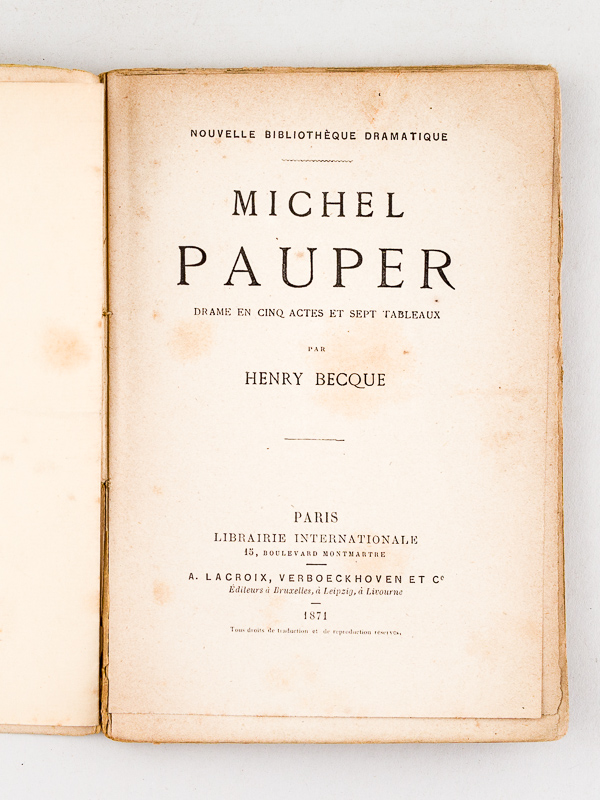 NOUVELLE BIBLIOTHÈQUE DRAMATIQUE
MICHEL
PAUPER
DRAME EN CINQ ACTES ET SEPT TABLEAUX
PAR
HENRY BECQUE
PARIS
LIBRAIRIE INTERNATIONALE
15, BOULEVARD MONTMARTRE
A. LACROIX, VERBOECKHOVEN ET Cᵉ
Éditeurs à Bruxelles, à Leipzig, à Livourne
1871
Tous droits de traduction et de reproduction réservés.